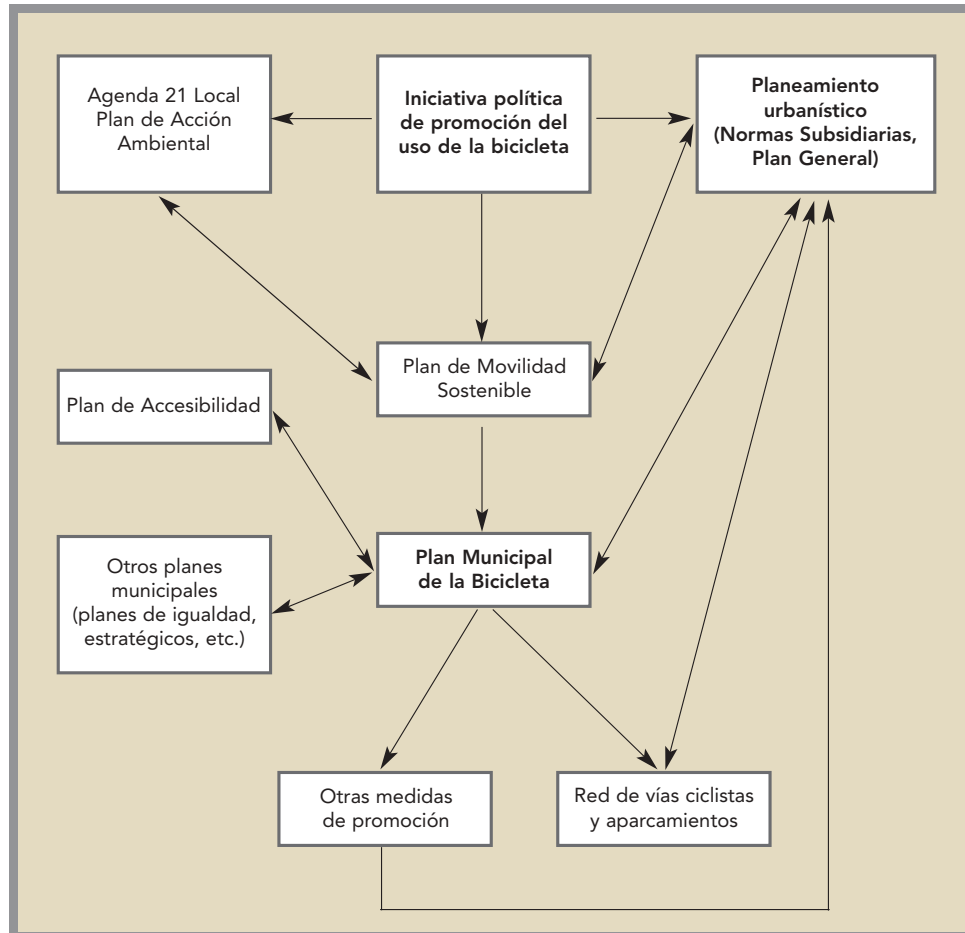 Agenda 21 Local
Plan de Acción
Ambiental
Iniciativa política
de promoción del
uso de la bicicleta
Planeamiento
urbanístico
(Normas Subsidiarias,
Plan General)
Plan de Movilidad
Sostenible
Plan de Accesibilidad
Plan Municipal
de la Bicicleta
Otros planes
municipales
(planes de igualdad,
estratégicos, etc.)
Otras medidas
de promoción
Red de vías ciclistas
y aparcamientos